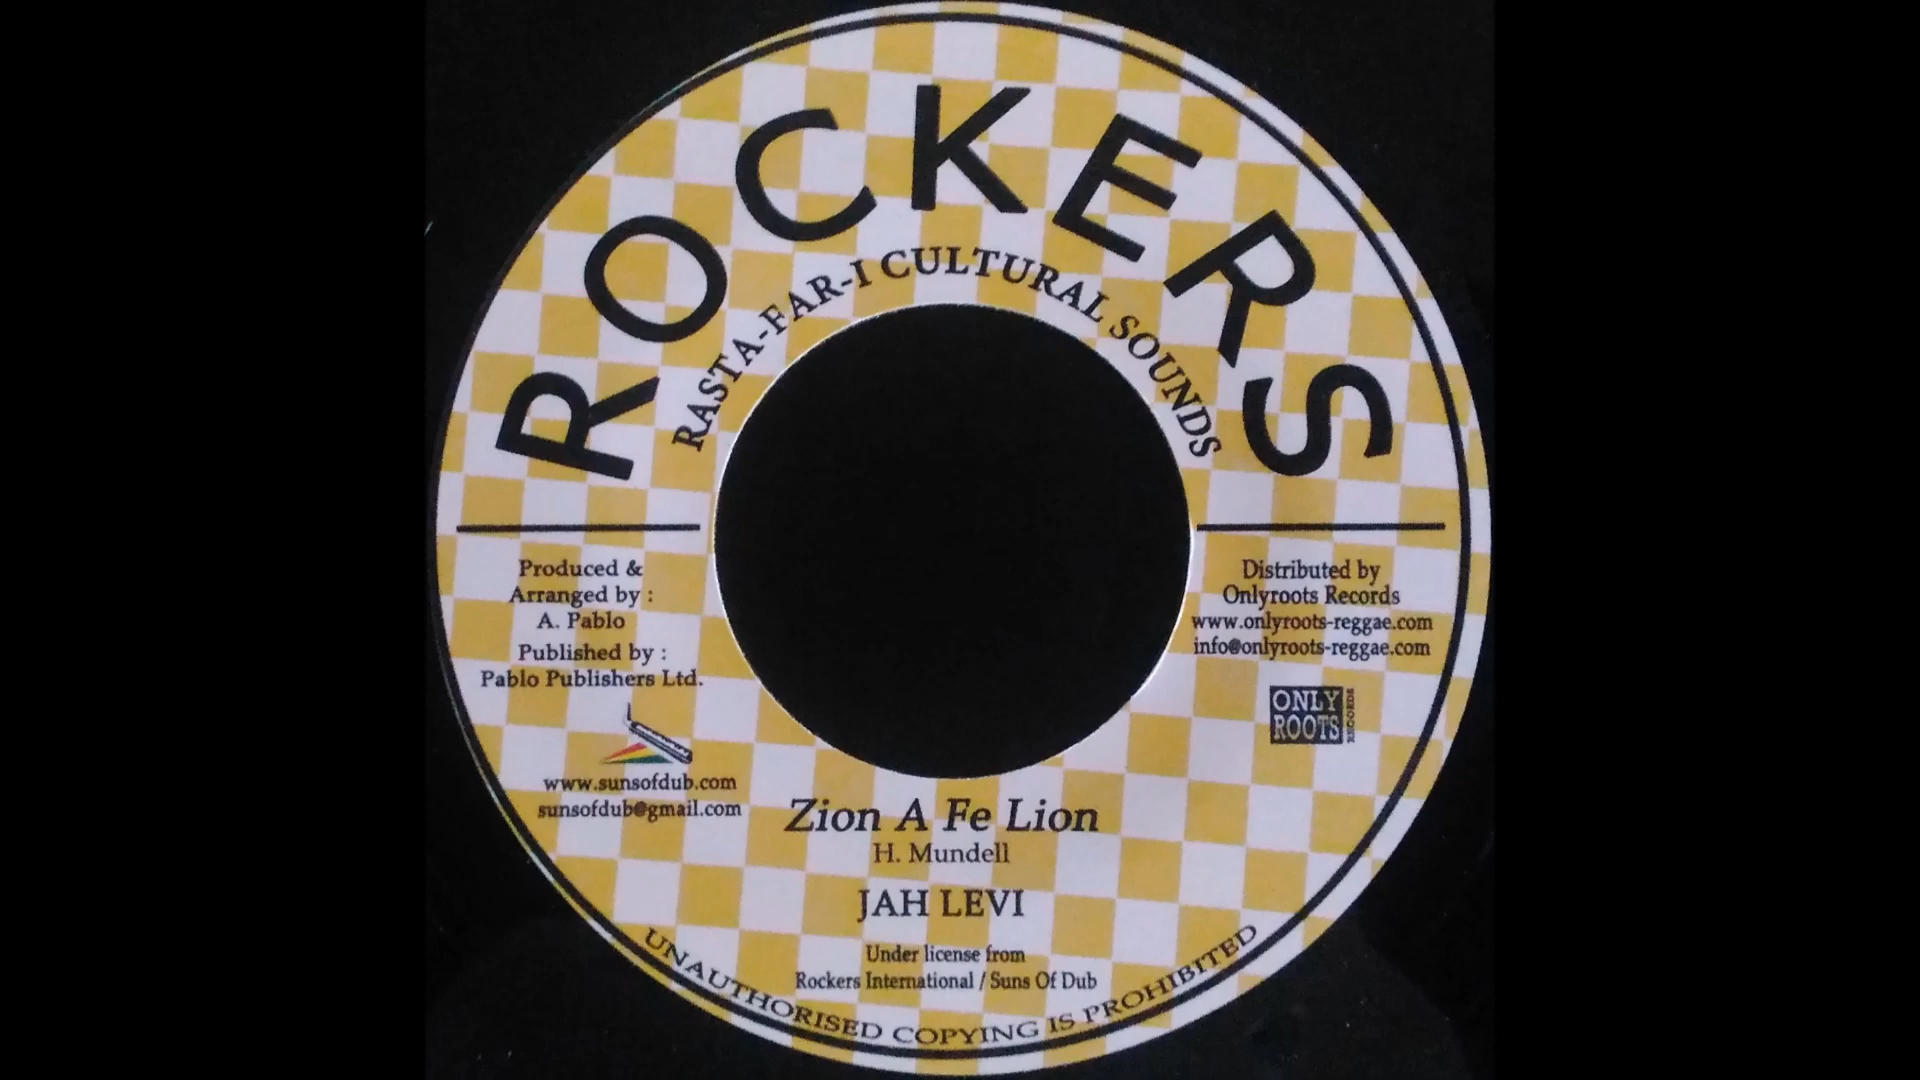 ROCKERS
RASTA-FAR-I CULTURAL SOUNDS
Produced &
Arranged by :
A. Pablo
Published by :
Pablo Publishers Ltd.
www.sunsofdub.com
sunsofdub@gmail.com
Distributed by
Onlyroots Records
www.onlyroots-reggae.com
info@onlyroots-reggae.com
ONLY
ROOTS
RECORDS
Zion A Fe Lion
H. Mundell
JAH LEVI
Under license from
Rockers International / Suns Of Dub
UNAUTHORISED COPYING IS PROHIBITED